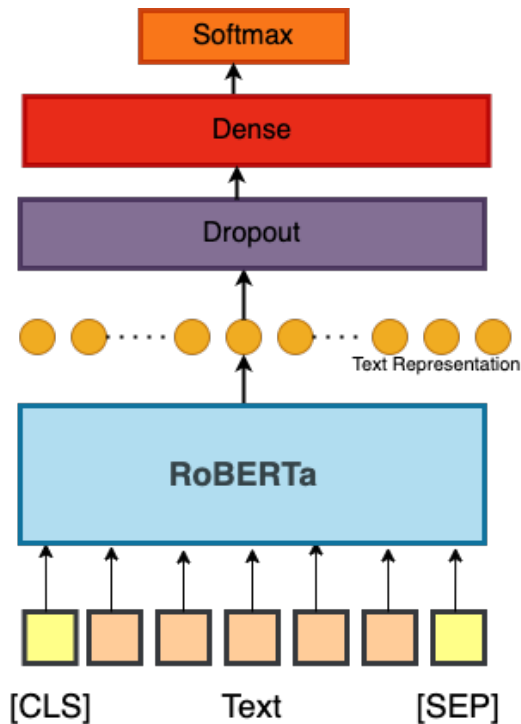 Softmax
Dense
Dropout
Text Representation
RoBERTa
[CLS] Text [SEP]